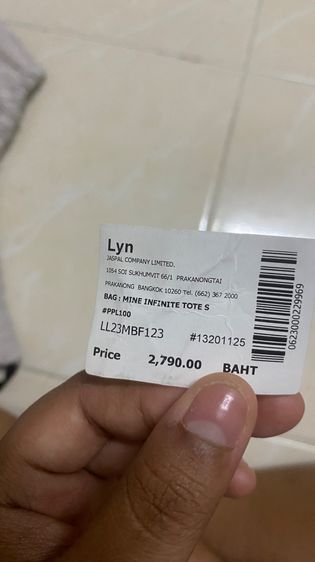 Lyn
JASPAL COMPANY LIMITED.
1054 SOI SUKHUMVIT 66/1 PRAKANONGTAI
PRAKANONG BANGKOK 10260 Tel. (662) 367 2000
BAG : MINE INFINITE TOTE S
#PPL100
LL23MBF123 #13201125
Price 2,790.00 BAHT
0623000229969